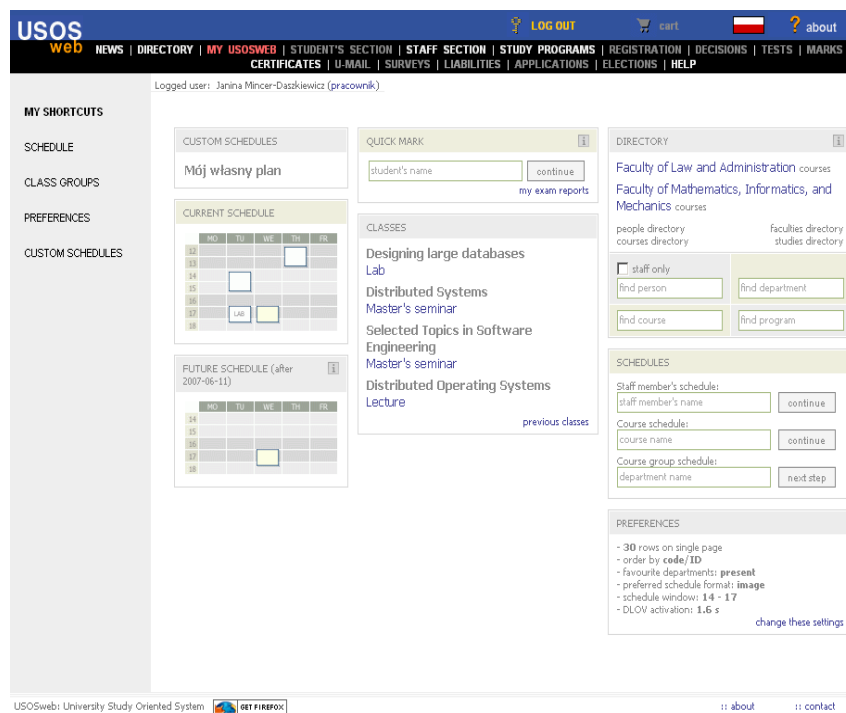 USOS
web
LOG OUT
cart
? about
NEWS | DIRECTORY | MY USOSWEB | STUDENT'S SECTION | STAFF SECTION | STUDY PROGRAMS | REGISTRATION | DECISIONS | TESTS | MARKS
CERTIFICATES | U-MAIL | SURVEYS | LIABILITIES | APPLICATIONS | ELECTIONS | HELP
Logged user: Janina Mincer-Daszkiewicz (pracownik)
MY SHORTCUTS
SCHEDULE
CLASS GROUPS
PREFERENCES
CUSTOM SCHEDULES
CUSTOM SCHEDULES
Mój własny plan
CURRENT SCHEDULE
MO TU WE TH FR
12
13
14
15
16
17 LAB
18
FUTURE SCHEDULE (after
2007-06-11)
i
MO TU WE TH FR
14
15
16
17
18
QUICK MARK
i
student's name
continue
my exam reports
CLASSES
Designing large databases
Lab
Distributed Systems
Master's seminar
Selected Topics in Software
Engineering
Master's seminar
Distributed Operating Systems
Lecture
previous classes
DIRECTORY
i
Faculty of Law and Administration courses
Faculty of Mathematics, Informatics, and
Mechanics courses
people directory faculties directory
courses directory studies directory
staff only
find person find department
find course find program
SCHEDULES
Staff member's schedule:
staff member's name continue
Course schedule:
course name continue
Course group schedule:
department name next step
PREFERENCES
- 30 rows on single page
- order by code/ID
- favourite departments: present
- preferred schedule format: image
- schedule window: 14 - 17
- DLOV activation: 1.6 s
change these settings
USOSweb: University Study Oriented System
GET FIREFOX
:: about
:: contact